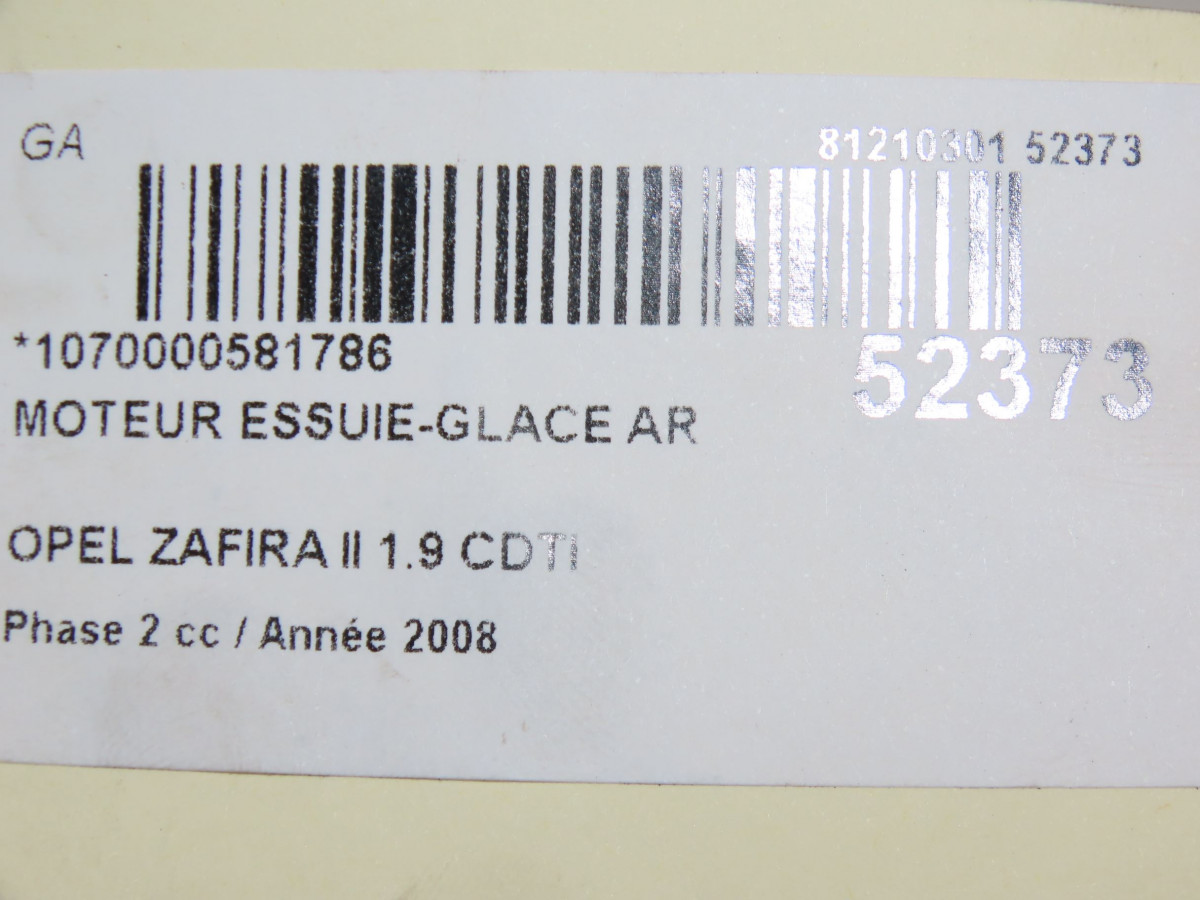 GA
81210301 52373
*1070000581786
52373
MOTEUR ESSUIE-GLACE AR
OPEL ZAFIRA II 1.9 CDTI
Phase 2 cc / Année 2008